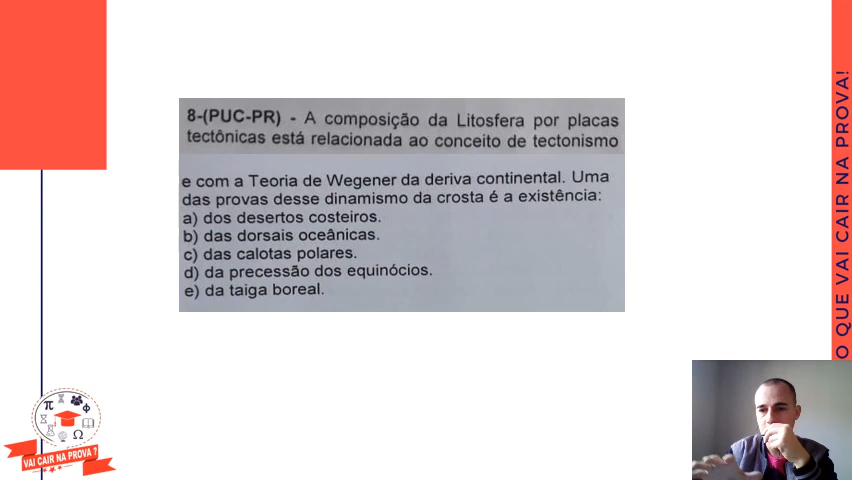 8-(PUC-PR) - A composição da Litosfera por placas
tectônicas está relacionada ao conceito de tectonismo
e com a Teoria de Wegener da deriva continental. Uma
das provas desse dinamismo da crosta é a existência:
a) dos desertos costeiros.
b) das dorsais oceânicas.
c) das calotas polares.
d) da precessão dos equinócios.
e) da taiga boreal.
O QUE VAI CAIR NA PROVA!
π
Φ
Ω
VAI CAIR NA PROVA ?